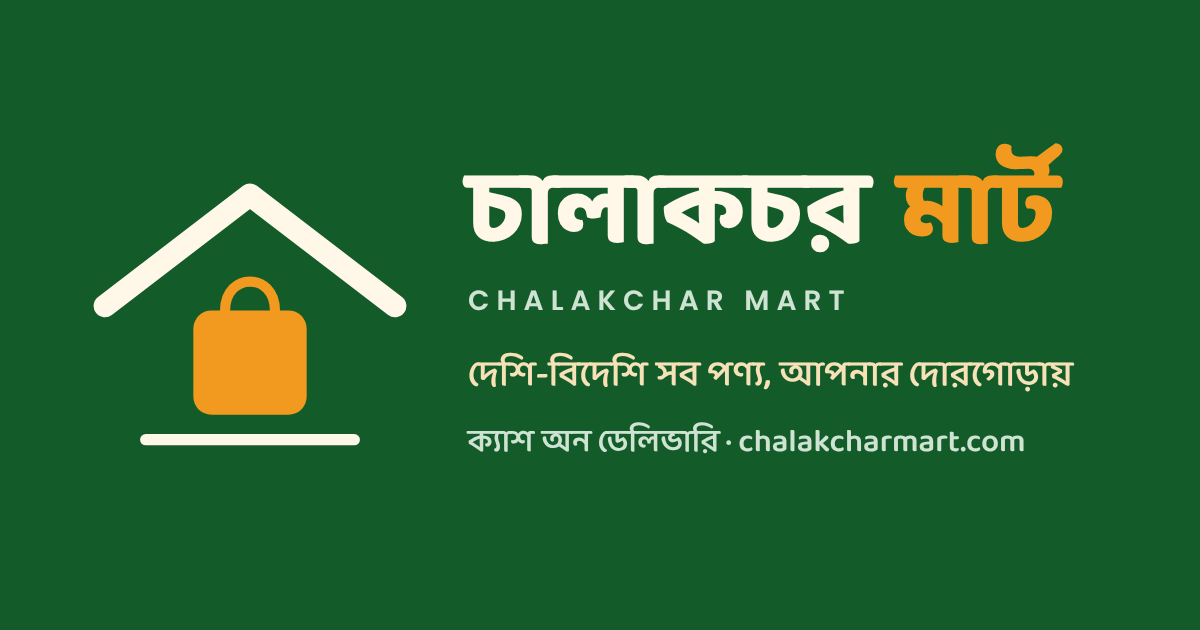 চালাকচর মার্ট
CHALAKCHAR MART
দেশি-বিদেশি সব পণ্য, আপনার দোরগোড়ায়
ক্যাশ অন ডেলিভারি · chalakcharmart.com